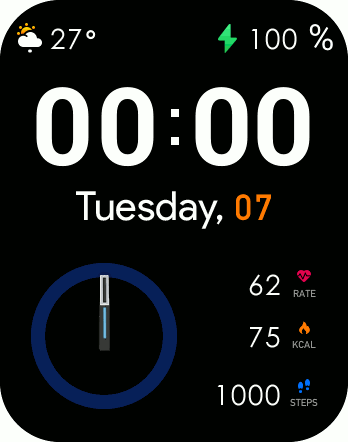 27° 100 %
00:00
Tuesday, 07
62 RATE
75 KCAL
1000 STEPS